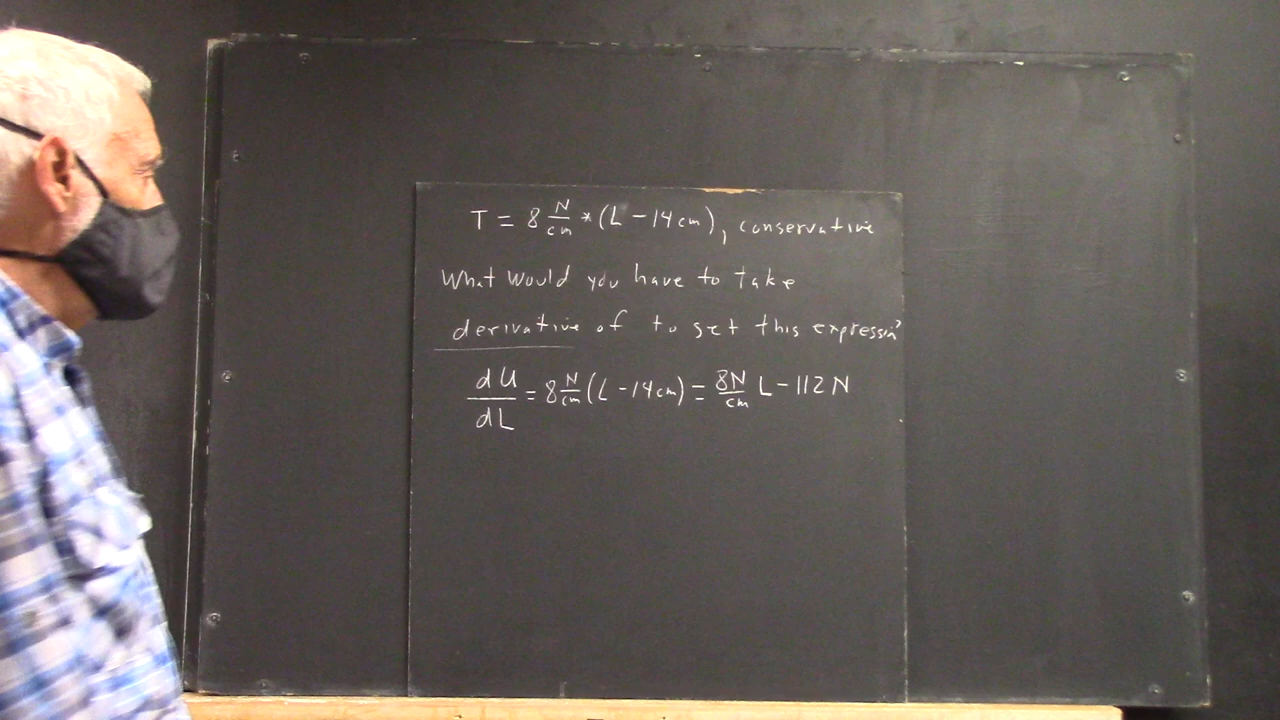 T = 8 N/cm * (L - 14 cm), conservative
What would you have to take
derivative of to get this expression?
dU/dL = 8 N/cm (L - 14 cm) = 8N/cm L - 112 N